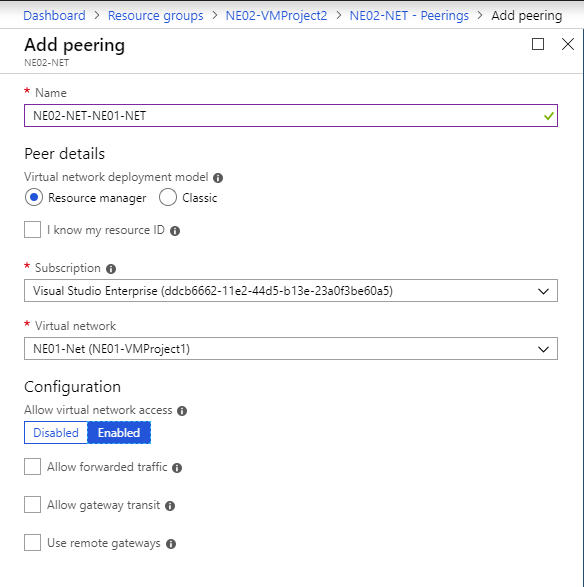 Dashboard > Resource groups > NE02-VMProject2 > NE02-NET - Peerings > Add peering
Add peering
NE02-NET
* Name
NE02-NET-NE01-NET
Peer details
Virtual network deployment model
Resource manager Classic
I know my resource ID
* Subscription
Visual Studio Enterprise (ddcb6662-11e2-44d5-b13e-23a0f3be60a5)
* Virtual network
NE01-Net (NE01-VMProject1)
Configuration
Allow virtual network access
Disabled Enabled
Allow forwarded traffic
Allow gateway transit
Use remote gateways